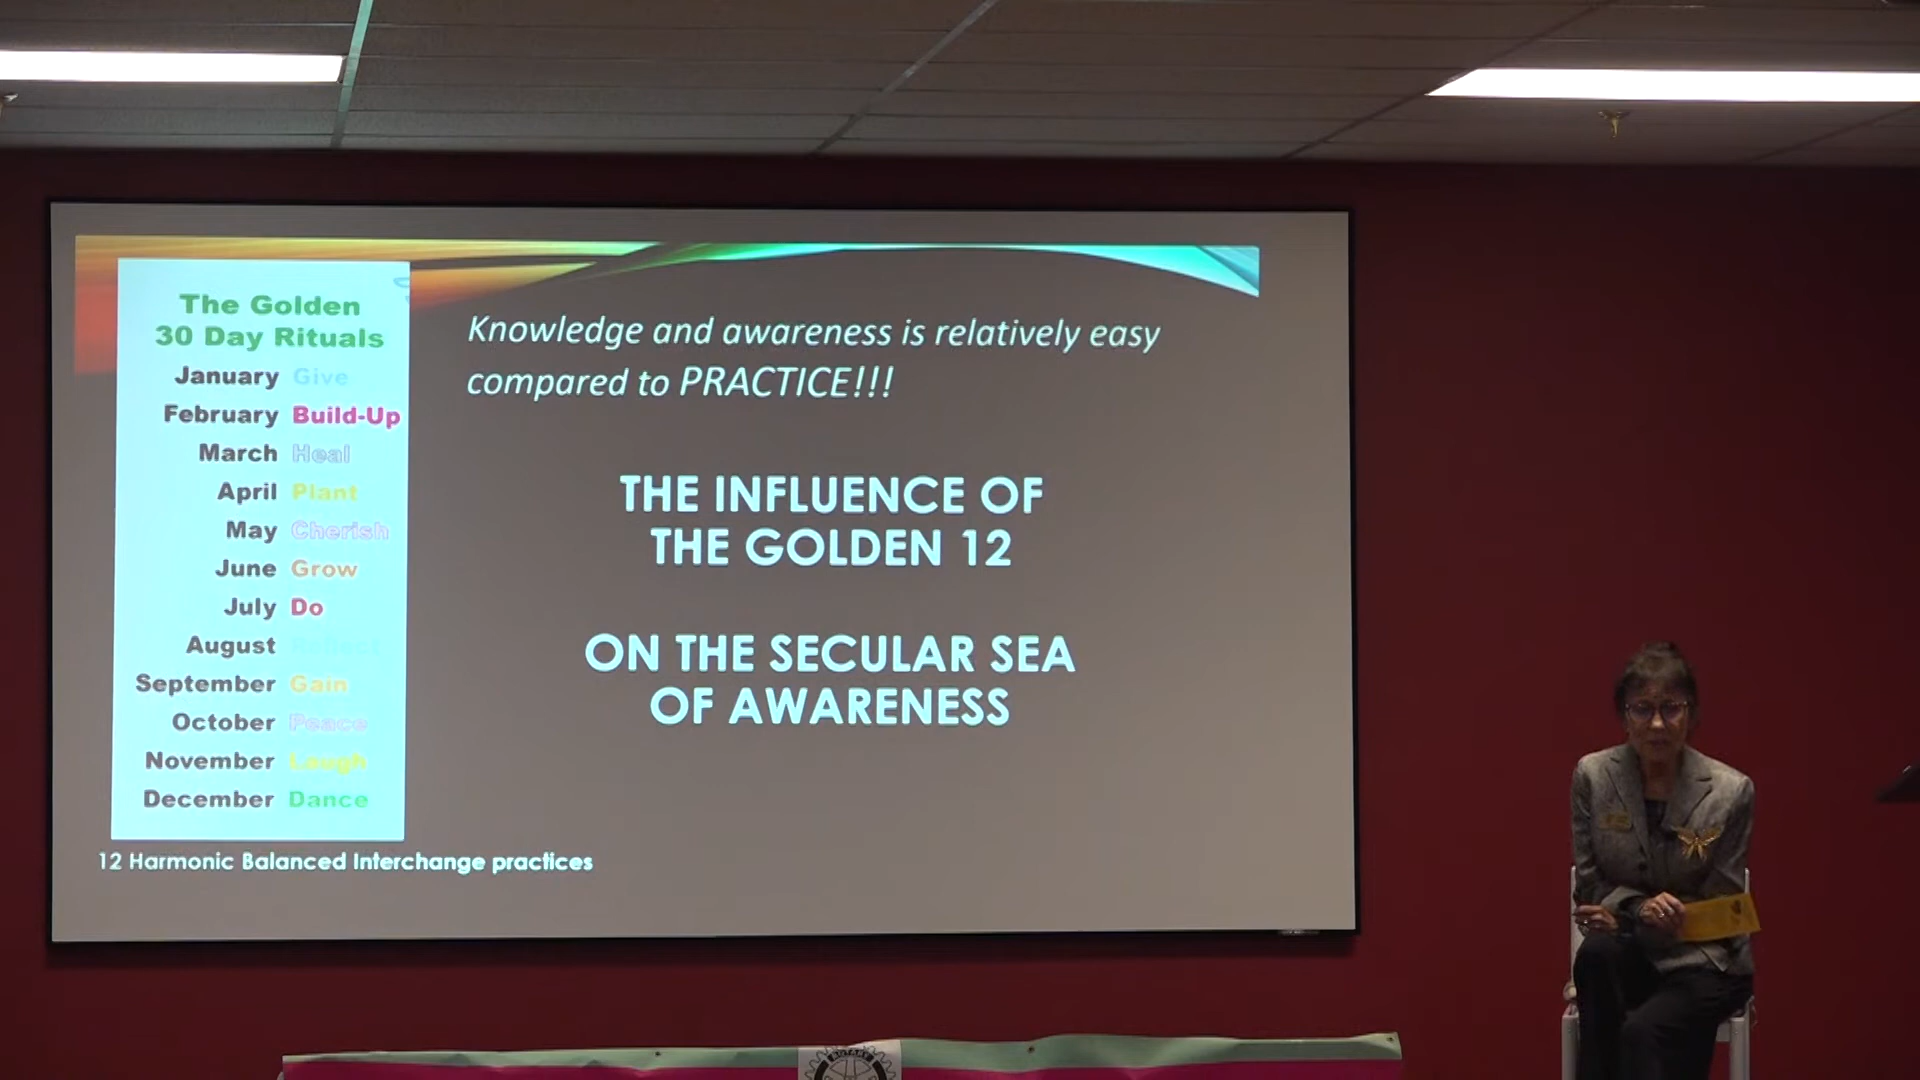 The Golden
30 Day Rituals
January Give
February Build-Up
March Heal
April Plant
May Cherish
June Grow
July Do
August Reflect
September Gain
October Peace
November Laugh
December Dance
12 Harmonic Balanced Interchange practices
Knowledge and awareness is relatively easy
compared to PRACTICE!!!
THE INFLUENCE OF
THE GOLDEN 12
ON THE SECULAR SEA
OF AWARENESS
ROTARY